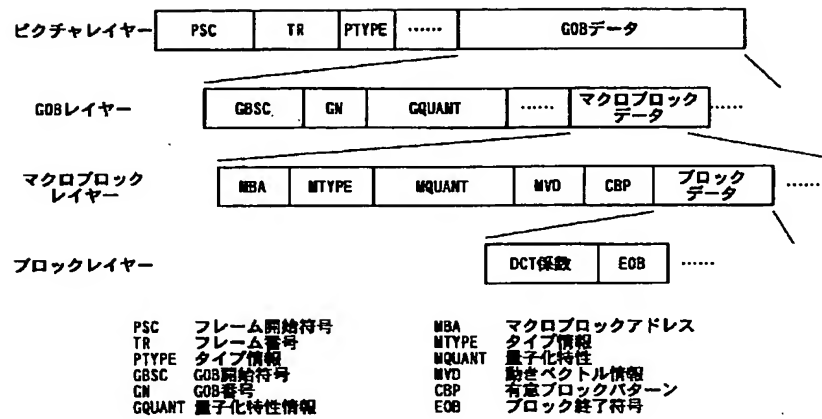 ピクチャレイヤー PSC TR PTYPE ...... GOBデータ
GOBレイヤー GBSC GN GQUANT ...... マクロブロックデータ ......
マクロブロックレイヤー MBA MTYPE MQUANT MVD CBP ブロックデータ ......
ブロックレイヤー DCT係数 EOB ......
PSC フレーム開始符号
TR フレーム番号
PTYPE タイプ情報
GBSC GOB開始符号
GN GOB番号
GQUANT 量子化特性情報
MBA マクロブロックアドレス
MTYPE タイプ情報
MQUANT 量子化特性
MVD 動きベクトル情報
CBP 有意ブロックパターン
EOB ブロック終了符号